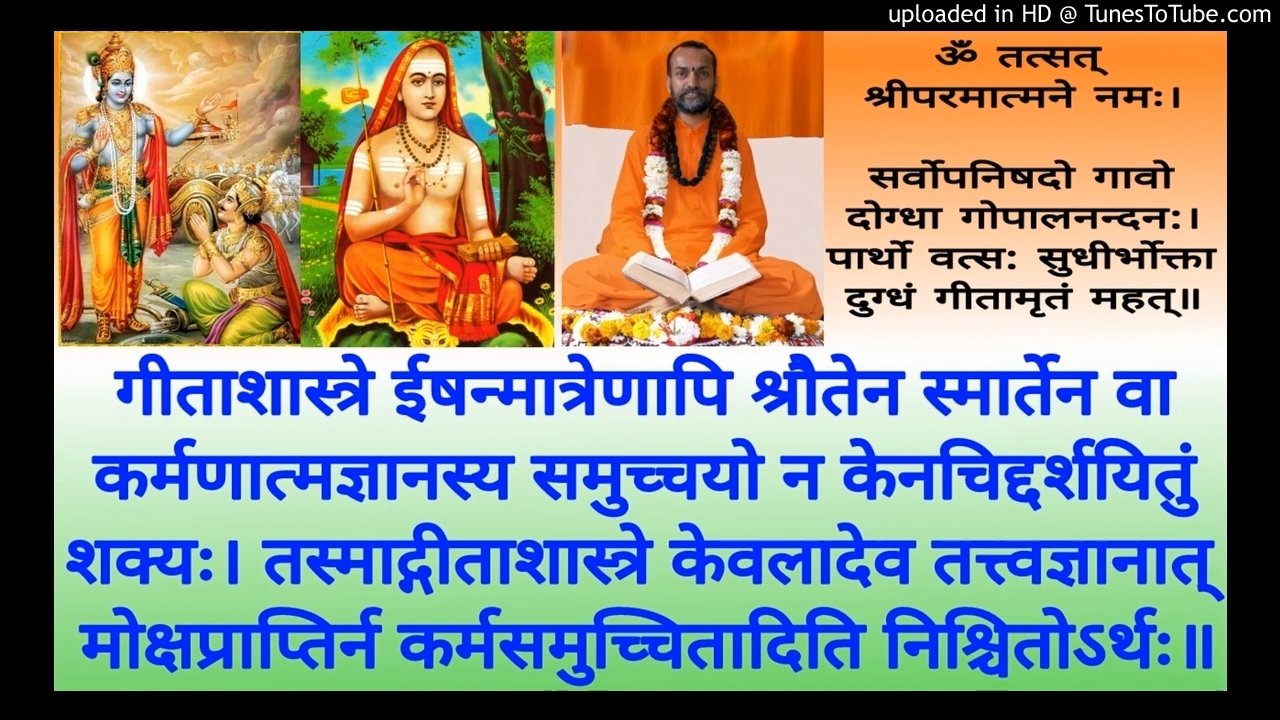 uploaded in HD @ TunesToTube.com
ॐ तत्सत्
श्रीपरमात्मने नमः।
सर्वोपनिषदो गावो
दोग्धा गोपालनन्दनः।
पार्थो वत्सः सुधीर्भोक्ता
दुग्धं गीतामृतं महत्॥
गीताशास्त्रे ईषन्मात्रेणापि श्रौतेन स्मार्तेन वा
कर्मणात्मज्ञानस्य समुच्चयो न केनचिद्दर्शयितुं
शक्यः। तस्माद्गीताशास्त्रे केवलादेव तत्त्वज्ञानात्
मोक्षप्राप्तिर्न कर्मसमुच्चितादिति निश्चितोऽर्थः॥